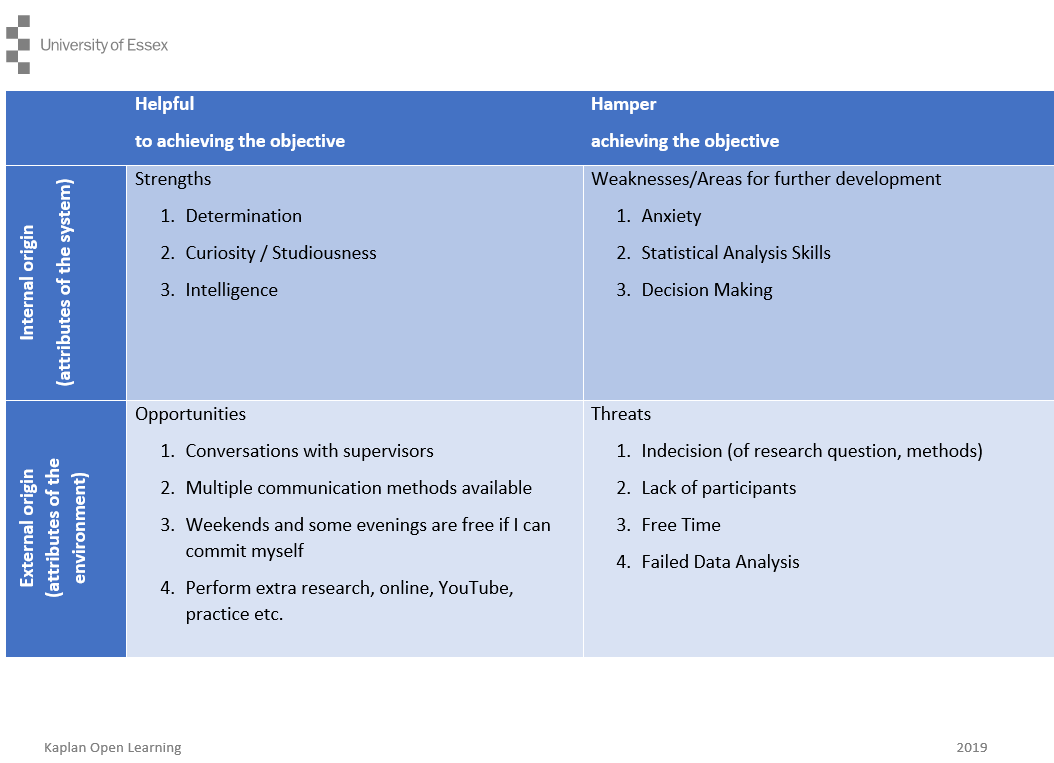 University of Essex
Helpful
to achieving the objective
Hamper
achieving the objective
Internal origin
(attributes of the system)
Strengths
1. Determination
2. Curiosity / Studiousness
3. Intelligence
Weaknesses/Areas for further development
1. Anxiety
2. Statistical Analysis Skills
3. Decision Making
External origin
(attributes of the
environment)
Opportunities
1. Conversations with supervisors
2. Multiple communication methods available
3. Weekends and some evenings are free if I can
commit myself
4. Perform extra research, online, YouTube,
practice etc.
Threats
1. Indecision (of research question, methods)
2. Lack of participants
3. Free Time
4. Failed Data Analysis
Kaplan Open Learning
2019